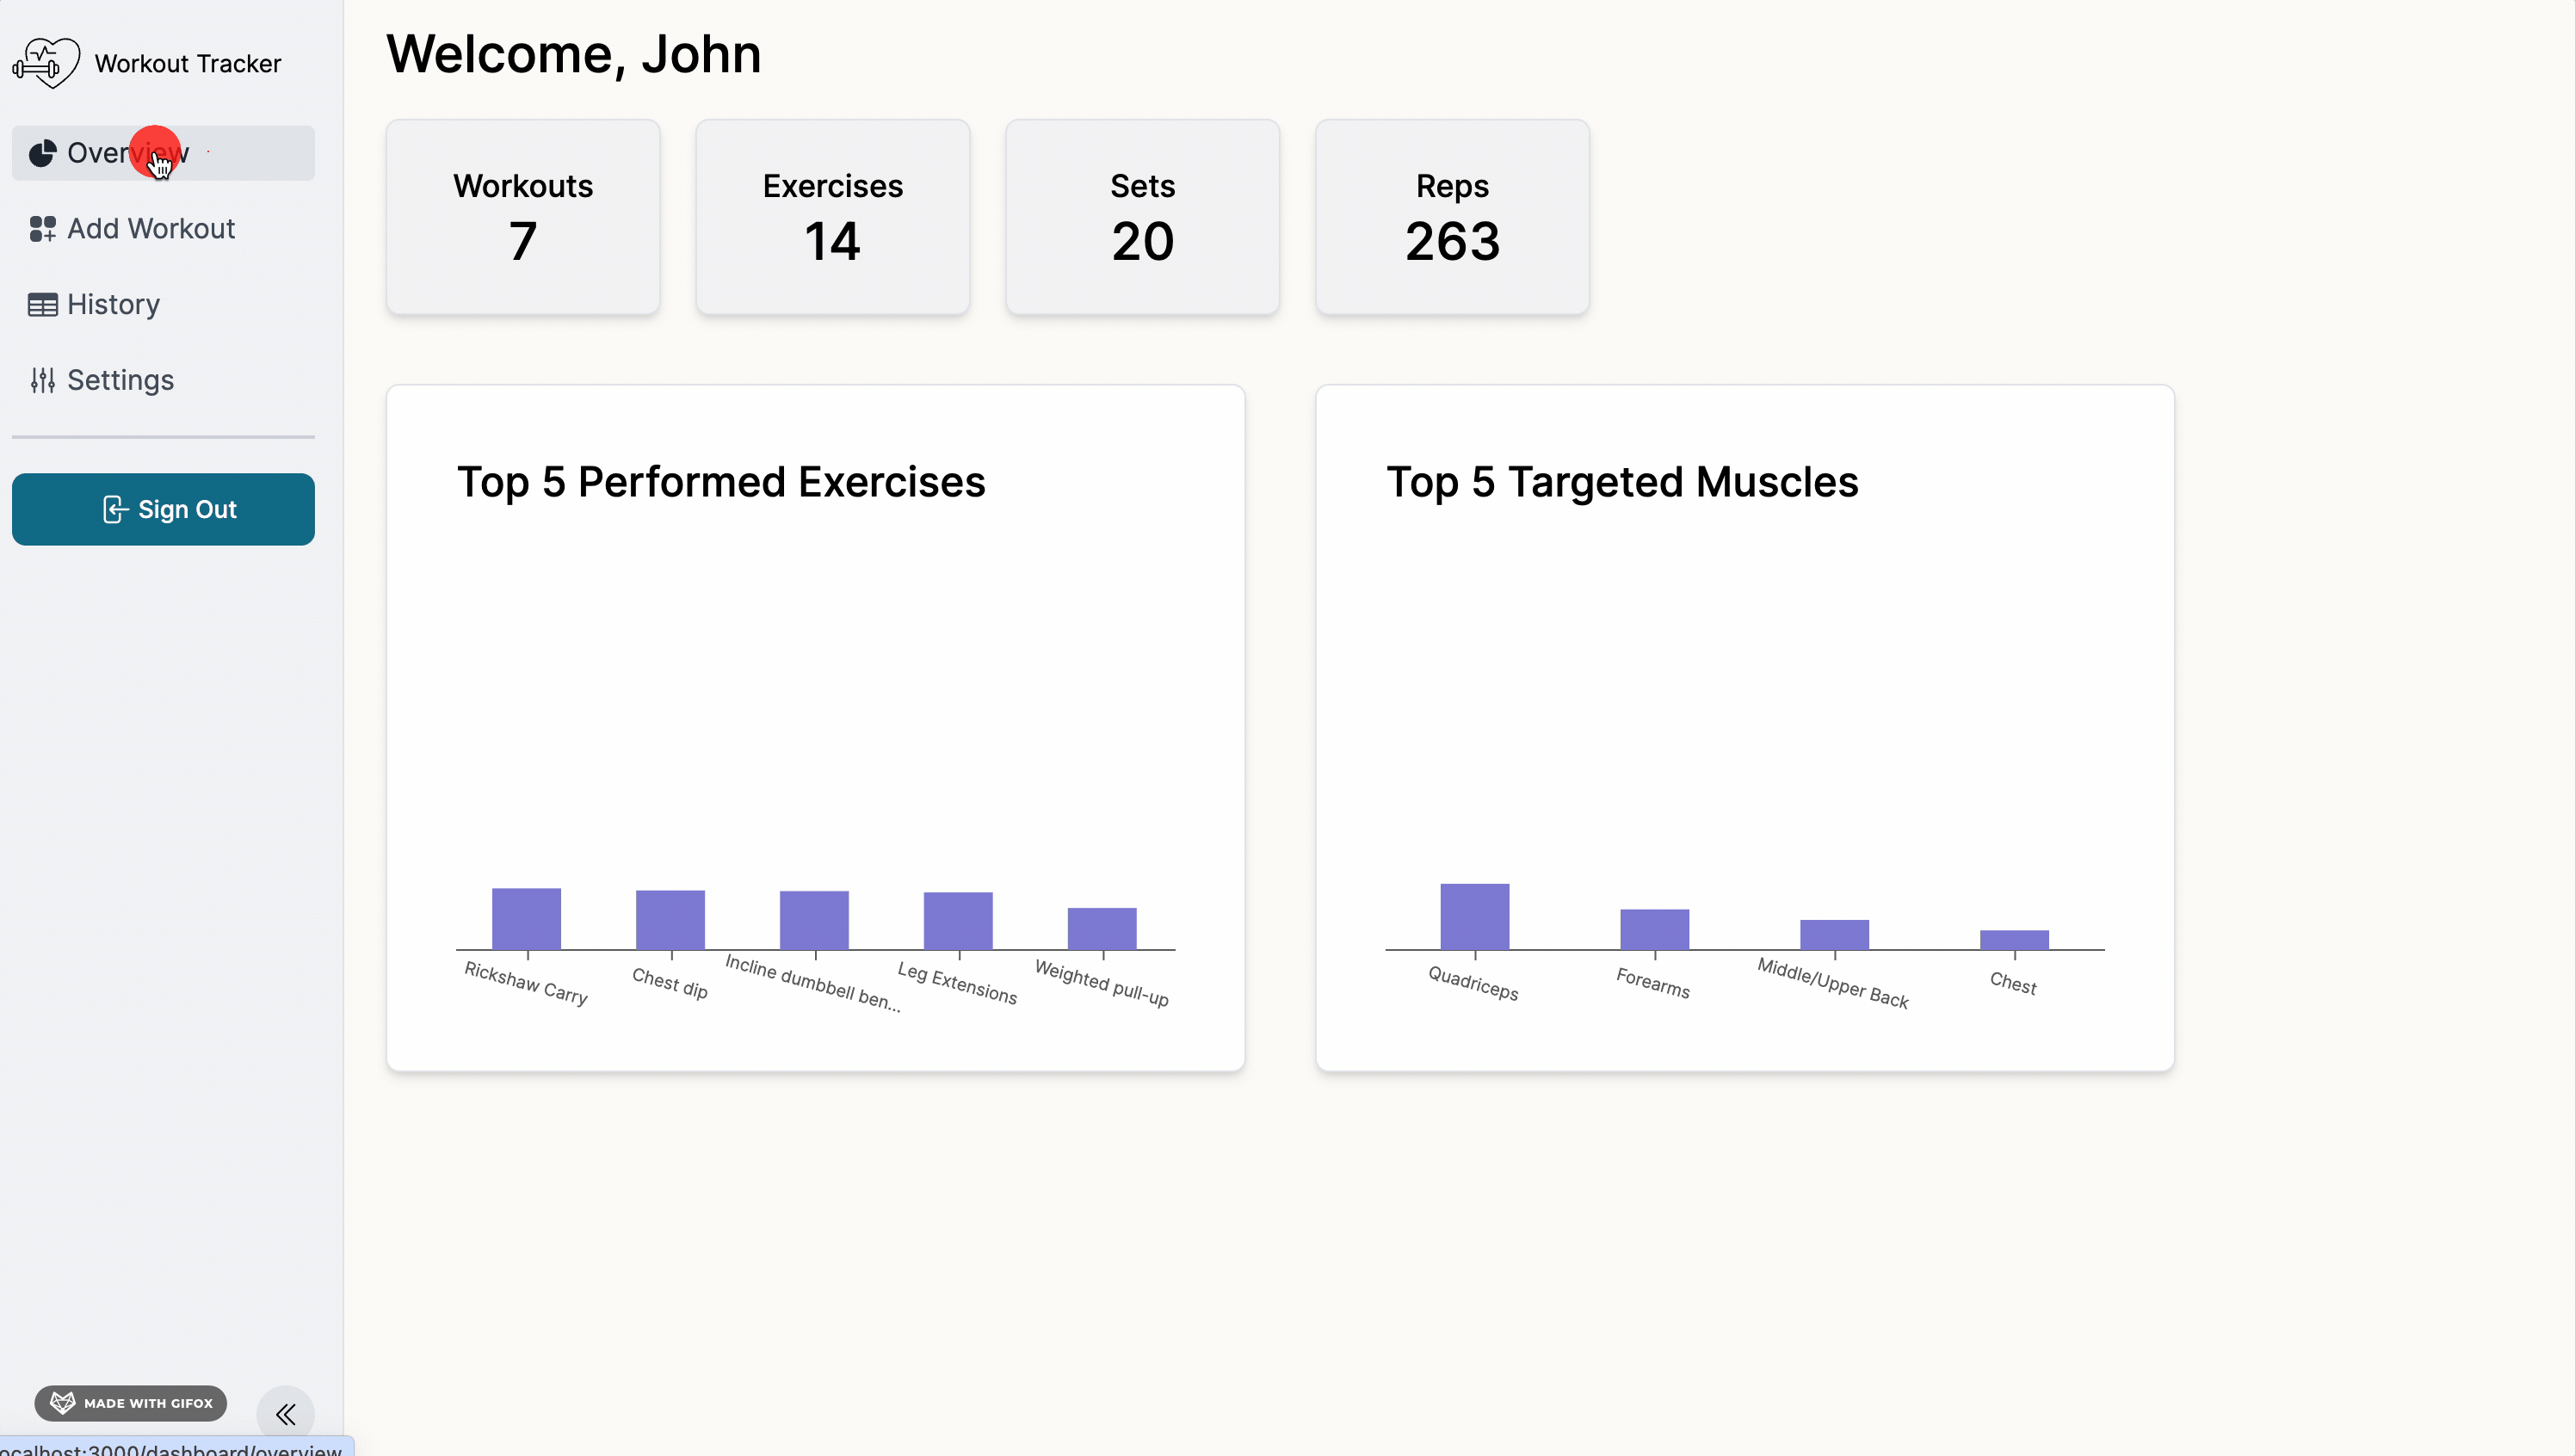 Workout Tracker
Overview
Add Workout
History
Settings
Sign Out
MADE WITH GIFOX
localhost:3000/dashboard/overview
Welcome, John
Workouts
7
Exercises
14
Sets
20
Reps
263
Top 5 Performed Exercises
Rickshaw Carry
Chest dip
Incline dumbbell ben...
Leg Extensions
Weighted pull-up
Top 5 Targeted Muscles
Quadriceps
Forearms
Middle/Upper Back
Chest